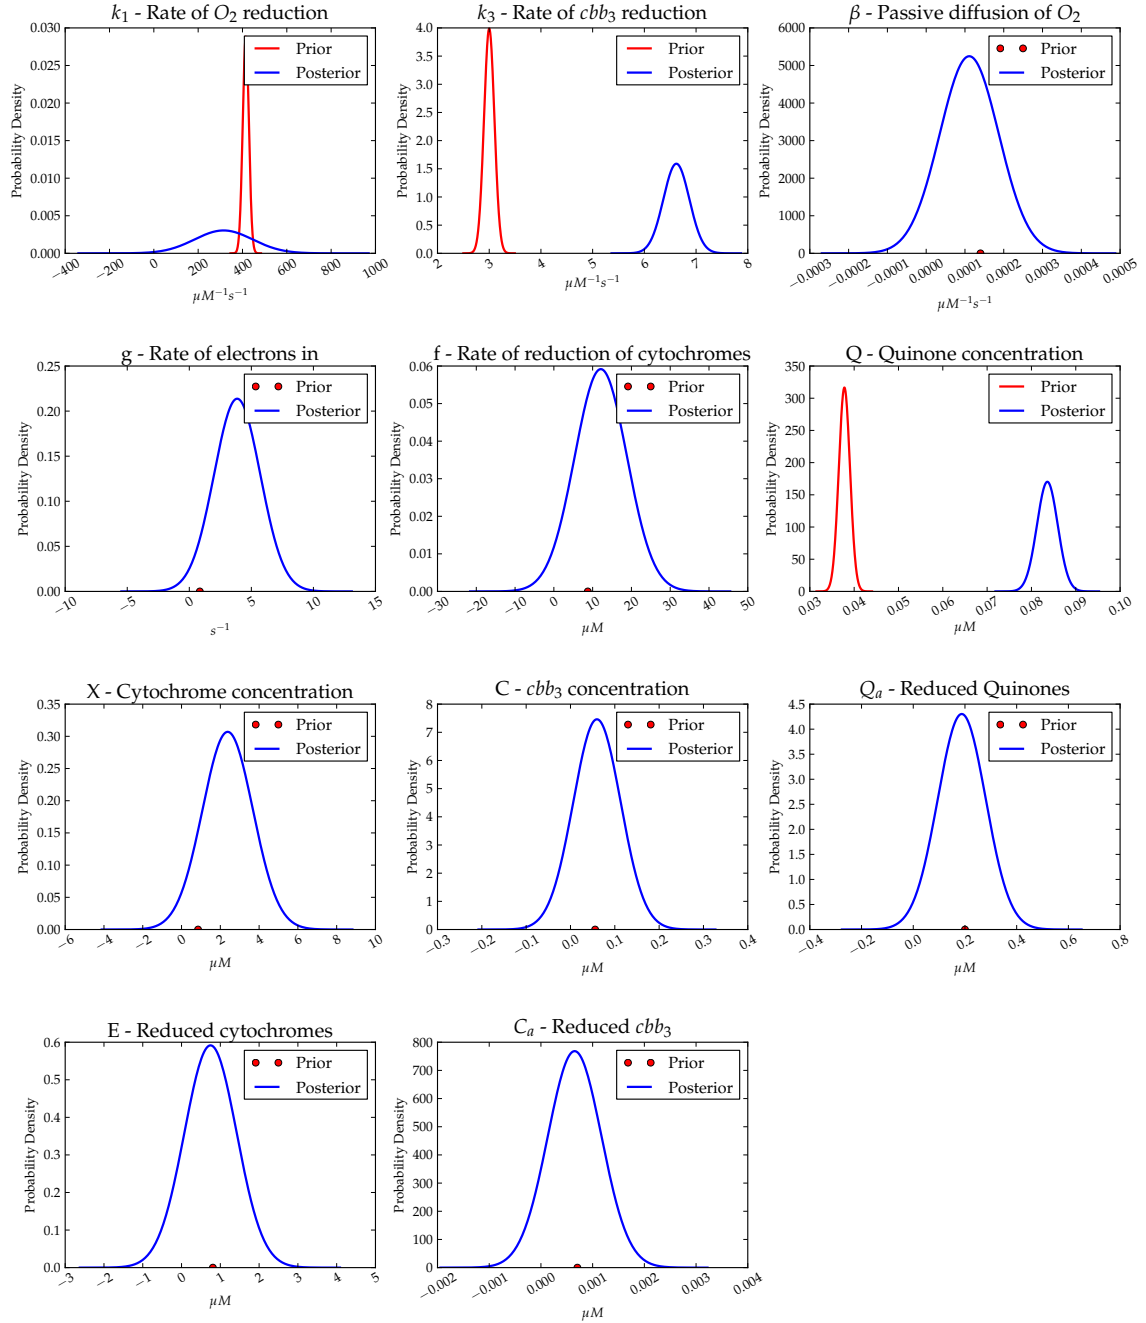 k₁ - Rate of O₂ reduction
0.030
0.025
0.020
0.015
0.010
0.005
0.000
Probability Density
Prior
Posterior
−400 −200 0 200 400 600 800 1000
μM⁻¹s⁻¹
k₃ - Rate of cbb₃ reduction
4.0
3.5
3.0
2.5
2.0
1.5
1.0
0.5
0.0
Probability Density
Prior
Posterior
2 3 4 5 6 7 8
μM⁻¹s⁻¹
β - Passive diffusion of O₂
6000
5000
4000
3000
2000
1000
0
Probability Density
Prior
Posterior
−0.0003 −0.0002 −0.0001 0.0000 0.0001 0.0002 0.0003 0.0004 0.0005
μM⁻¹s⁻¹
g - Rate of electrons in
0.25
0.20
0.15
0.10
0.05
0.00
Probability Density
Prior
Posterior
−10 −5 0 5 10 15
s⁻¹
f - Rate of reduction of cytochromes
0.06
0.05
0.04
0.03
0.02
0.01
0.00
Probability Density
Prior
Posterior
−30 −20 −10 0 10 20 30 40 50
μM
Q - Quinone concentration
350
300
250
200
150
100
50
0
Probability Density
Prior
Posterior
0.03 0.04 0.05 0.06 0.07 0.08 0.09 0.10
μM
X - Cytochrome concentration
0.35
0.30
0.25
0.20
0.15
0.10
0.05
0.00
Probability Density
Prior
Posterior
−6 −4 −2 0 2 4 6 8 10
μM
C - cbb₃ concentration
8
7
6
5
4
3
2
1
0
Probability Density
Prior
Posterior
−0.3 −0.2 −0.1 0.0 0.1 0.2 0.3 0.4
μM
Qₐ - Reduced Quinones
4.5
4.0
3.5
3.0
2.5
2.0
1.5
1.0
0.5
0.0
Probability Density
Prior
Posterior
−0.4 −0.2 0.0 0.2 0.4 0.6 0.8
μM
E - Reduced cytochromes
0.6
0.5
0.4
0.3
0.2
0.1
0.0
Probability Density
Prior
Posterior
−3 −2 −1 0 1 2 3 4 5
μM
Cₐ - Reduced cbb₃
800
700
600
500
400
300
200
100
0
Probability Density
Prior
Posterior
−0.002 −0.001 0.000 0.001 0.002 0.003 0.004
μM